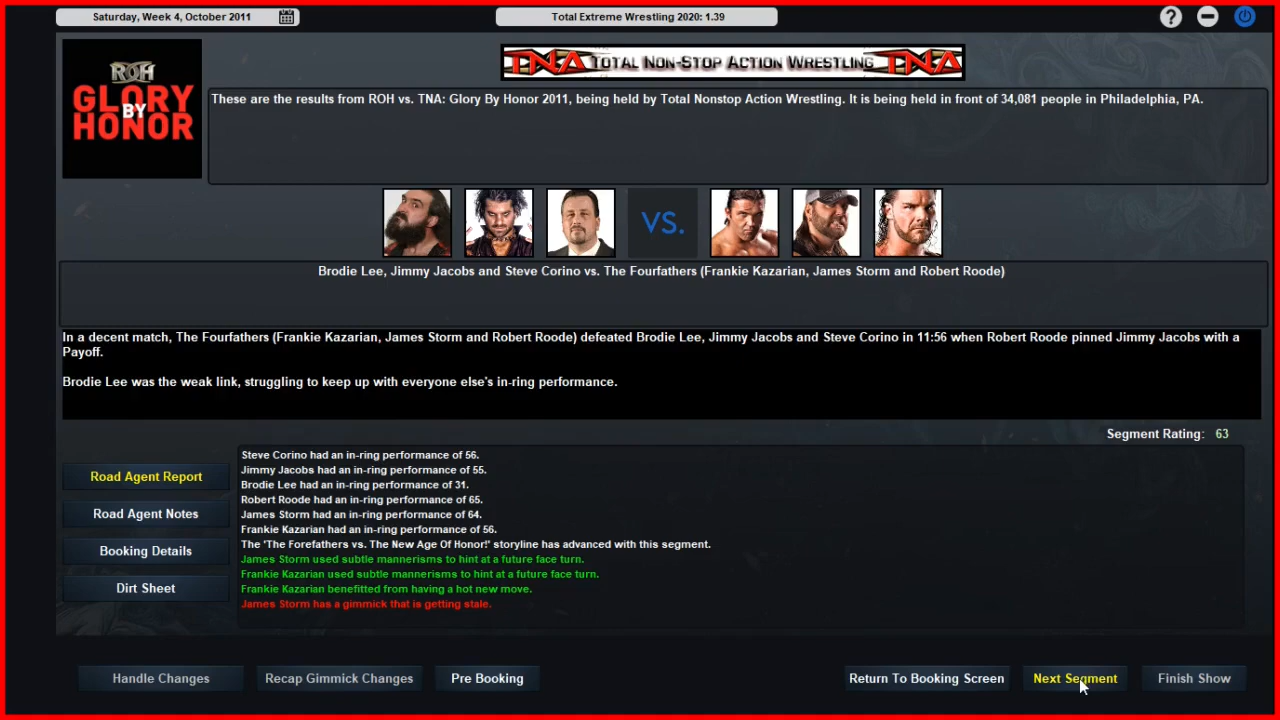 Saturday, Week 4, October 2011
Total Extreme Wrestling 2020: 1.39
?
ROH
GLORY
BY
HONOR
TNA TOTAL NON-STOP ACTION WRESTLING TNA
These are the results from ROH vs. TNA: Glory By Honor 2011, being held by Total Nonstop Action Wrestling. It is being held in front of 34,081 people in Philadelphia, PA.
VS.
Brodie Lee, Jimmy Jacobs and Steve Corino vs. The Fourfathers (Frankie Kazarian, James Storm and Robert Roode)
In a decent match, The Fourfathers (Frankie Kazarian, James Storm and Robert Roode) defeated Brodie Lee, Jimmy Jacobs and Steve Corino in 11:56 when Robert Roode pinned Jimmy Jacobs with a
Payoff.
Brodie Lee was the weak link, struggling to keep up with everyone else's in-ring performance.
Segment Rating: 63
Road Agent Report
Road Agent Notes
Booking Details
Dirt Sheet
Steve Corino had an in-ring performance of 56.
Jimmy Jacobs had an in-ring performance of 55.
Brodie Lee had an in-ring performance of 31.
Robert Roode had an in-ring performance of 65.
James Storm had an in-ring performance of 64.
Frankie Kazarian had an in-ring performance of 56.
The 'The Forefathers vs. The New Age Of Honor!' storyline has advanced with this segment.
James Storm used subtle mannerisms to hint at a future face turn.
Frankie Kazarian used subtle mannerisms to hint at a future face turn.
Frankie Kazarian benefitted from having a hot new move.
James Storm has a gimmick that is getting stale.
Handle Changes
Recap Gimmick Changes
Pre Booking
Return To Booking Screen
Next Segment
Finish Show